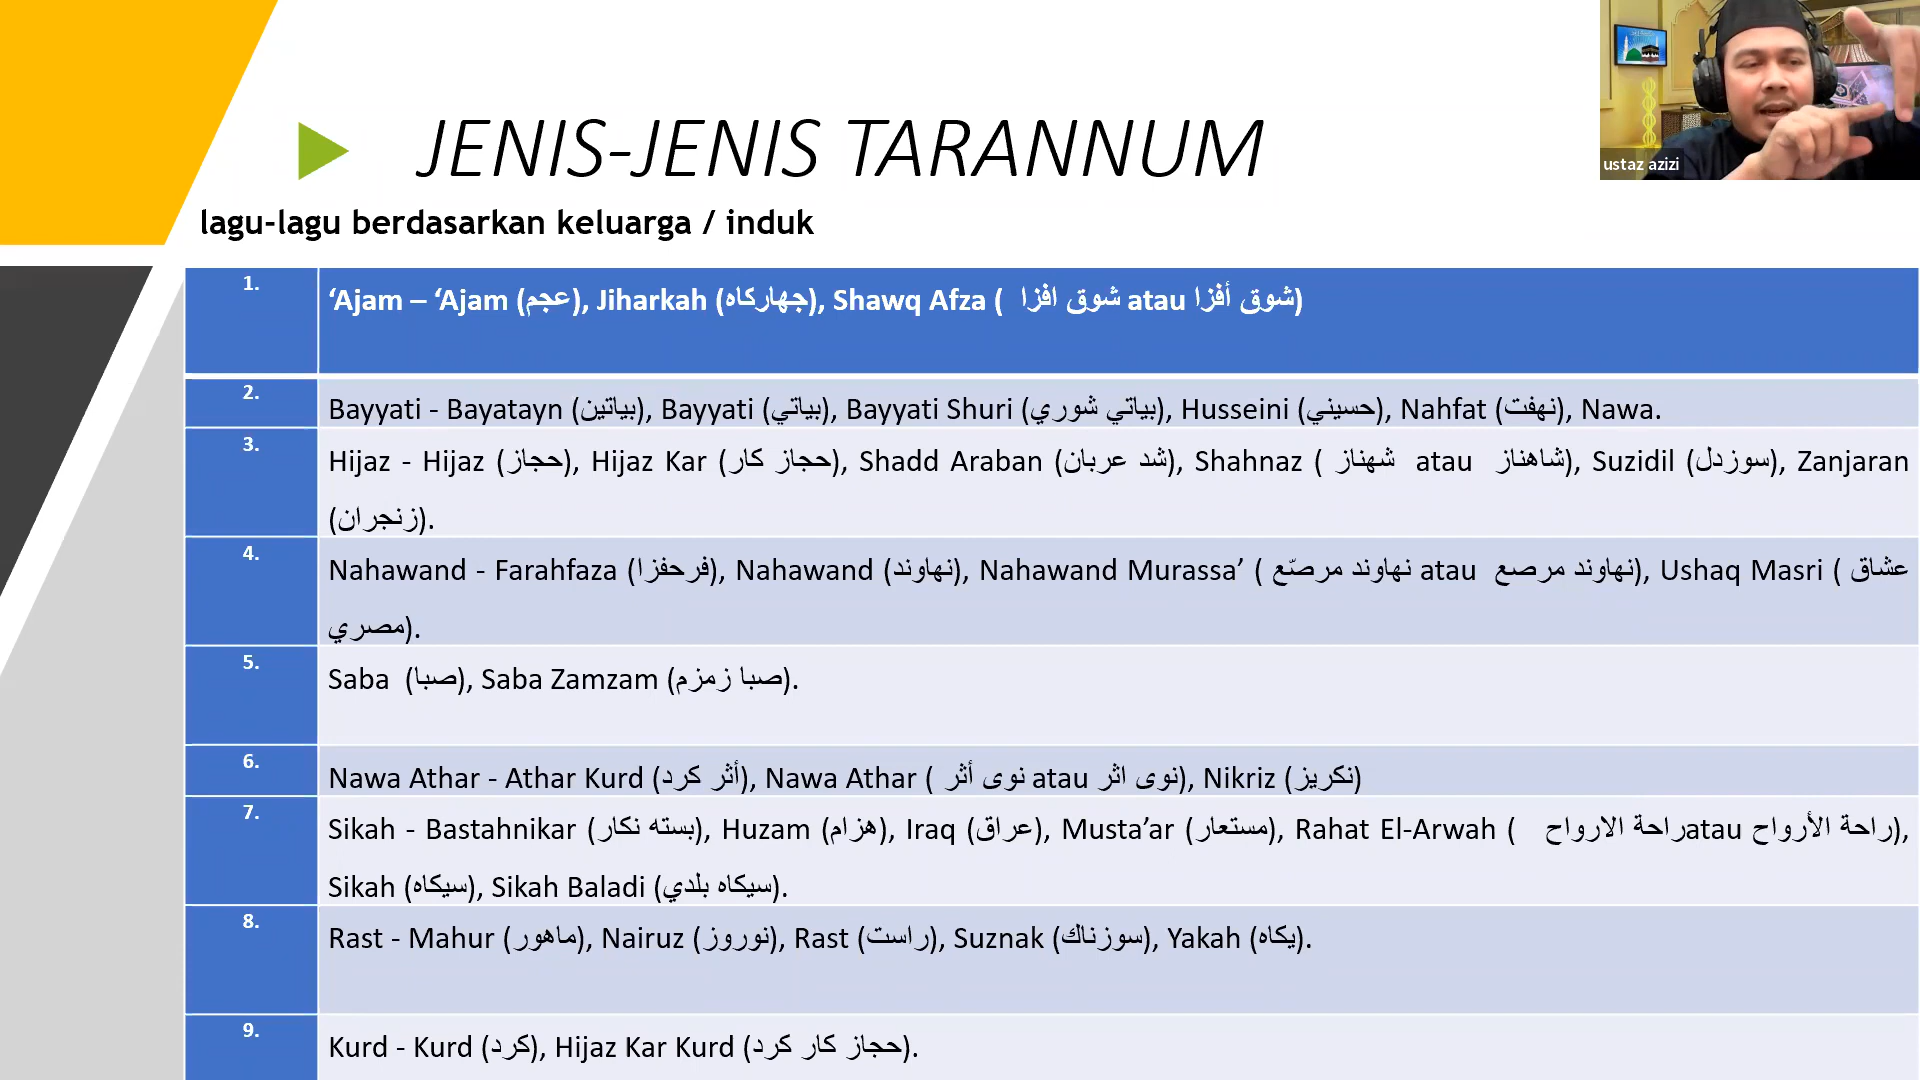 JENIS-JENIS TARANNUM
ustaz azizi
lagu-lagu berdasarkan keluarga / induk
1.
‘Ajam – ‘Ajam (عجم), Jiharkah (جهاركاه), Shawq Afza ( شوق افزا atau شوق أفزا)
2.
Bayyati - Bayatayn (بياتين), Bayyati (بياتي), Bayyati Shuri (بياتي شوري), Husseini (حسيني), Nahfat (نهفت), Nawa.
3.
Hijaz - Hijaz (حجاز), Hijaz Kar (حجاز كار), Shadd Araban (شد عربان), Shahnaz ( شهناز atau شاهناز), Suzidil (سوزدل), Zanjaran
(زنجران).
4.
Nahawand - Farahfaza (فرحفزا), Nahawand (نهاوند), Nahawand Murassa’ ( نهاوند مرصّع atau نهاوند مرصع), Ushaq Masri ( عشاق
مصري).
5.
Saba (صبا), Saba Zamzam (صبا زمزم).
6.
Nawa Athar - Athar Kurd (أثر كرد), Nawa Athar ( نوى أثر atau نوى اثر), Nikriz (نكريز)
7.
Sikah - Bastahnikar (بسته نكار), Huzam (هزام), Iraq (عراق), Musta’ar (مستعار), Rahat El-Arwah ( راحة الارواح atau راحة الأرواح),
Sikah (سيكاه), Sikah Baladi (سيكاه بلدي).
8.
Rast - Mahur (ماهور), Nairuz (نوروز), Rast (راست), Suznak (سوزناك), Yakah (يكاه).
9.
Kurd - Kurd (كرد), Hijaz Kar Kurd (حجاز كار كرد).